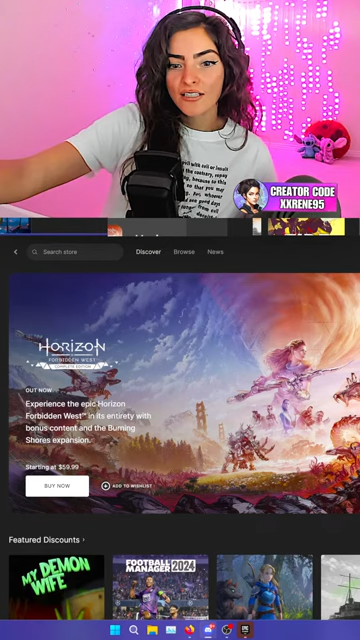 CREATOR CODE
XXRENE95
Search store
Discover
Browse
News
HORIZON
FORBIDDEN WEST
COMPLETE EDITION
OUT NOW
Experience the epic Horizon
Forbidden West™ in its entirety with
bonus content and the Burning
Shores expansion.
Starting at $59.99
BUY NOW
ADD TO WISHLIST
Featured Discounts
MY DEMON
WIFE
FOOTBALL
MANAGER 2024
EPIC